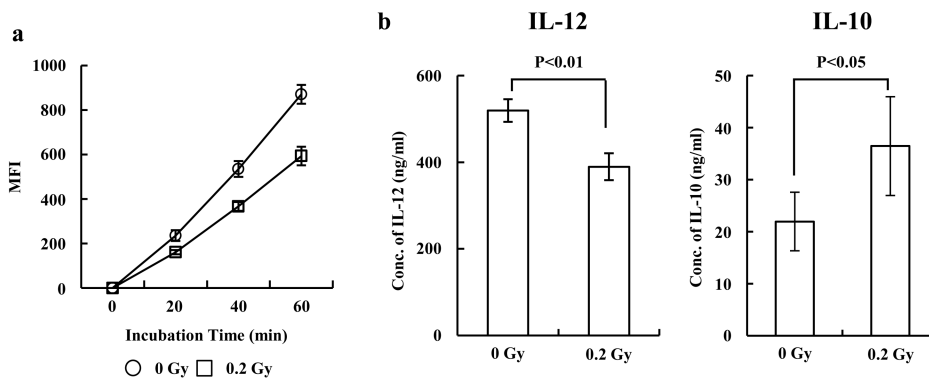 a
1000
800
600
400
200
0
MFI
0 20 40 60
Incubation Time (min)
0 Gy 0.2 Gy
b
IL-12
P<0.01
600
400
200
0
Conc. of IL-12 (ng/ml)
0 Gy 0.2 Gy
IL-10
P<0.05
50
40
30
20
10
0
Conc. of IL-10 (ng/ml)
0 Gy 0.2 Gy